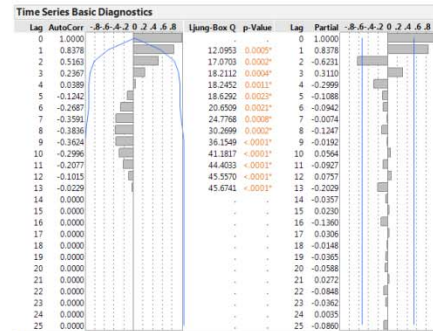 Time Series Basic Diagnostics
Lag AutoCorr -.8-.6-.4-.2 0 .2 .4 .6 .8 Ljung-Box Q p-Value Lag Partial -.8-.6-.4-.2 0 .2 .4 .6 .8
0 1.0000 . . 0 1.0000
1 0.8378 12.0953 0.0005* 1 0.8378
2 0.5163 17.0703 0.0002* 2 -0.6231
3 0.2367 18.2112 0.0004* 3 0.3110
4 0.0389 18.2452 0.0011* 4 -0.2999
5 -0.1242 18.6292 0.0023* 5 -0.1088
6 -0.2687 20.6509 0.0021* 6 -0.0942
7 -0.3591 24.7768 0.0008* 7 -0.0074
8 -0.3836 30.2699 0.0002* 8 -0.1247
9 -0.3624 36.1549 <.0001* 9 -0.0192
10 -0.2996 41.1817 <.0001* 10 0.0564
11 -0.2077 44.4033 <.0001* 11 -0.0927
12 -0.1015 45.5570 <.0001* 12 0.0757
13 -0.0229 45.6741 <.0001* 13 -0.2029
14 0.0000 . . 14 -0.0357
15 0.0000 . . 15 0.0230
16 0.0000 . . 16 -0.1360
17 0.0000 . . 17 0.0306
18 0.0000 . . 18 -0.0148
19 0.0000 . . 19 -0.0365
20 0.0000 . . 20 -0.0588
21 0.0000 . . 21 0.0272
22 0.0000 . . 22 -0.0848
23 0.0000 . . 23 -0.0362
24 0.0000 . . 24 0.0035
25 0.0000 . . 25 -0.0860